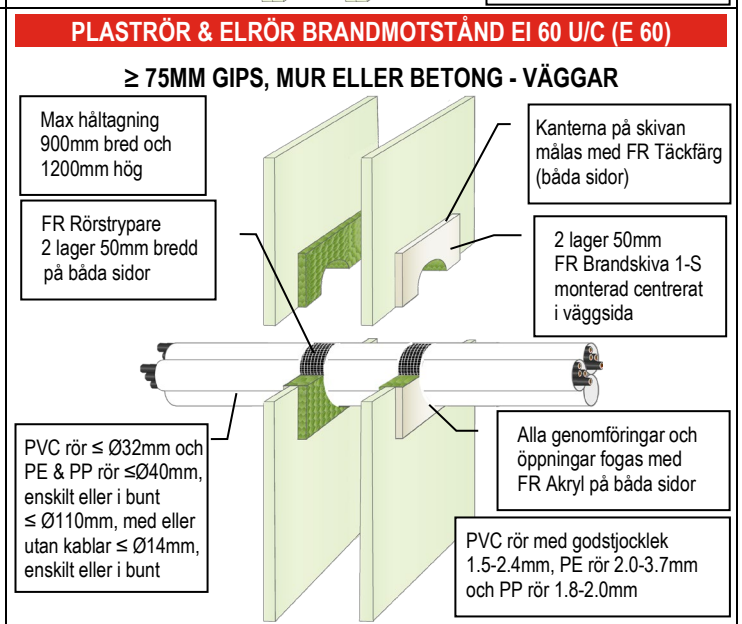 PLASTRÖR & ELRÖR BRANDMOTSTÅND EI 60 U/C (E 60)
≥ 75MM GIPS, MUR ELLER BETONG - VÄGGAR
Max håltagning
900mm bred och
1200mm hög
Kanterna på skivan
målas med FR Täckfärg
(båda sidor)
FR Rörstrypare
2 lager 50mm bredd
på båda sidor
2 lager 50mm
FR Brandskiva 1-S
monterad centrerat
i väggsida
PVC rör ≤ Ø32mm och
PE & PP rör ≤Ø40mm,
enskilt eller i bunt
≤ Ø110mm, med eller
utan kablar ≤ Ø14mm,
enskilt eller i bunt
Alla genomföringar och
öppningar fogas med
FR Akryl på båda sidor
PVC rör med godstjocklek
1.5-2.4mm, PE rör 2.0-3.7mm
och PP rör 1.8-2.0mm